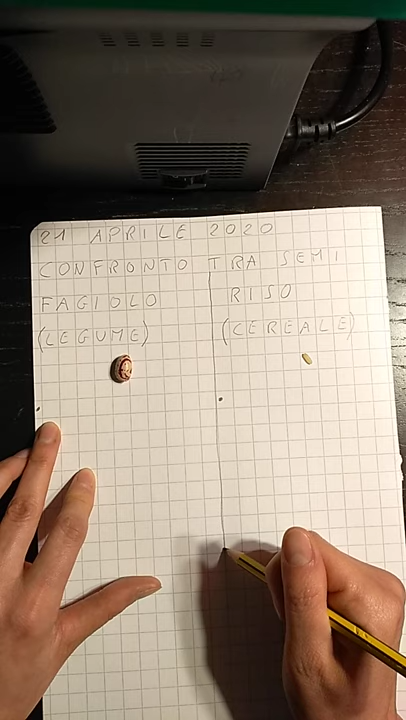 21 APRILE 2020
CONFRONTO TRA SEMI
FAGIOLO RISO
(LEGUME) (CEREALE)